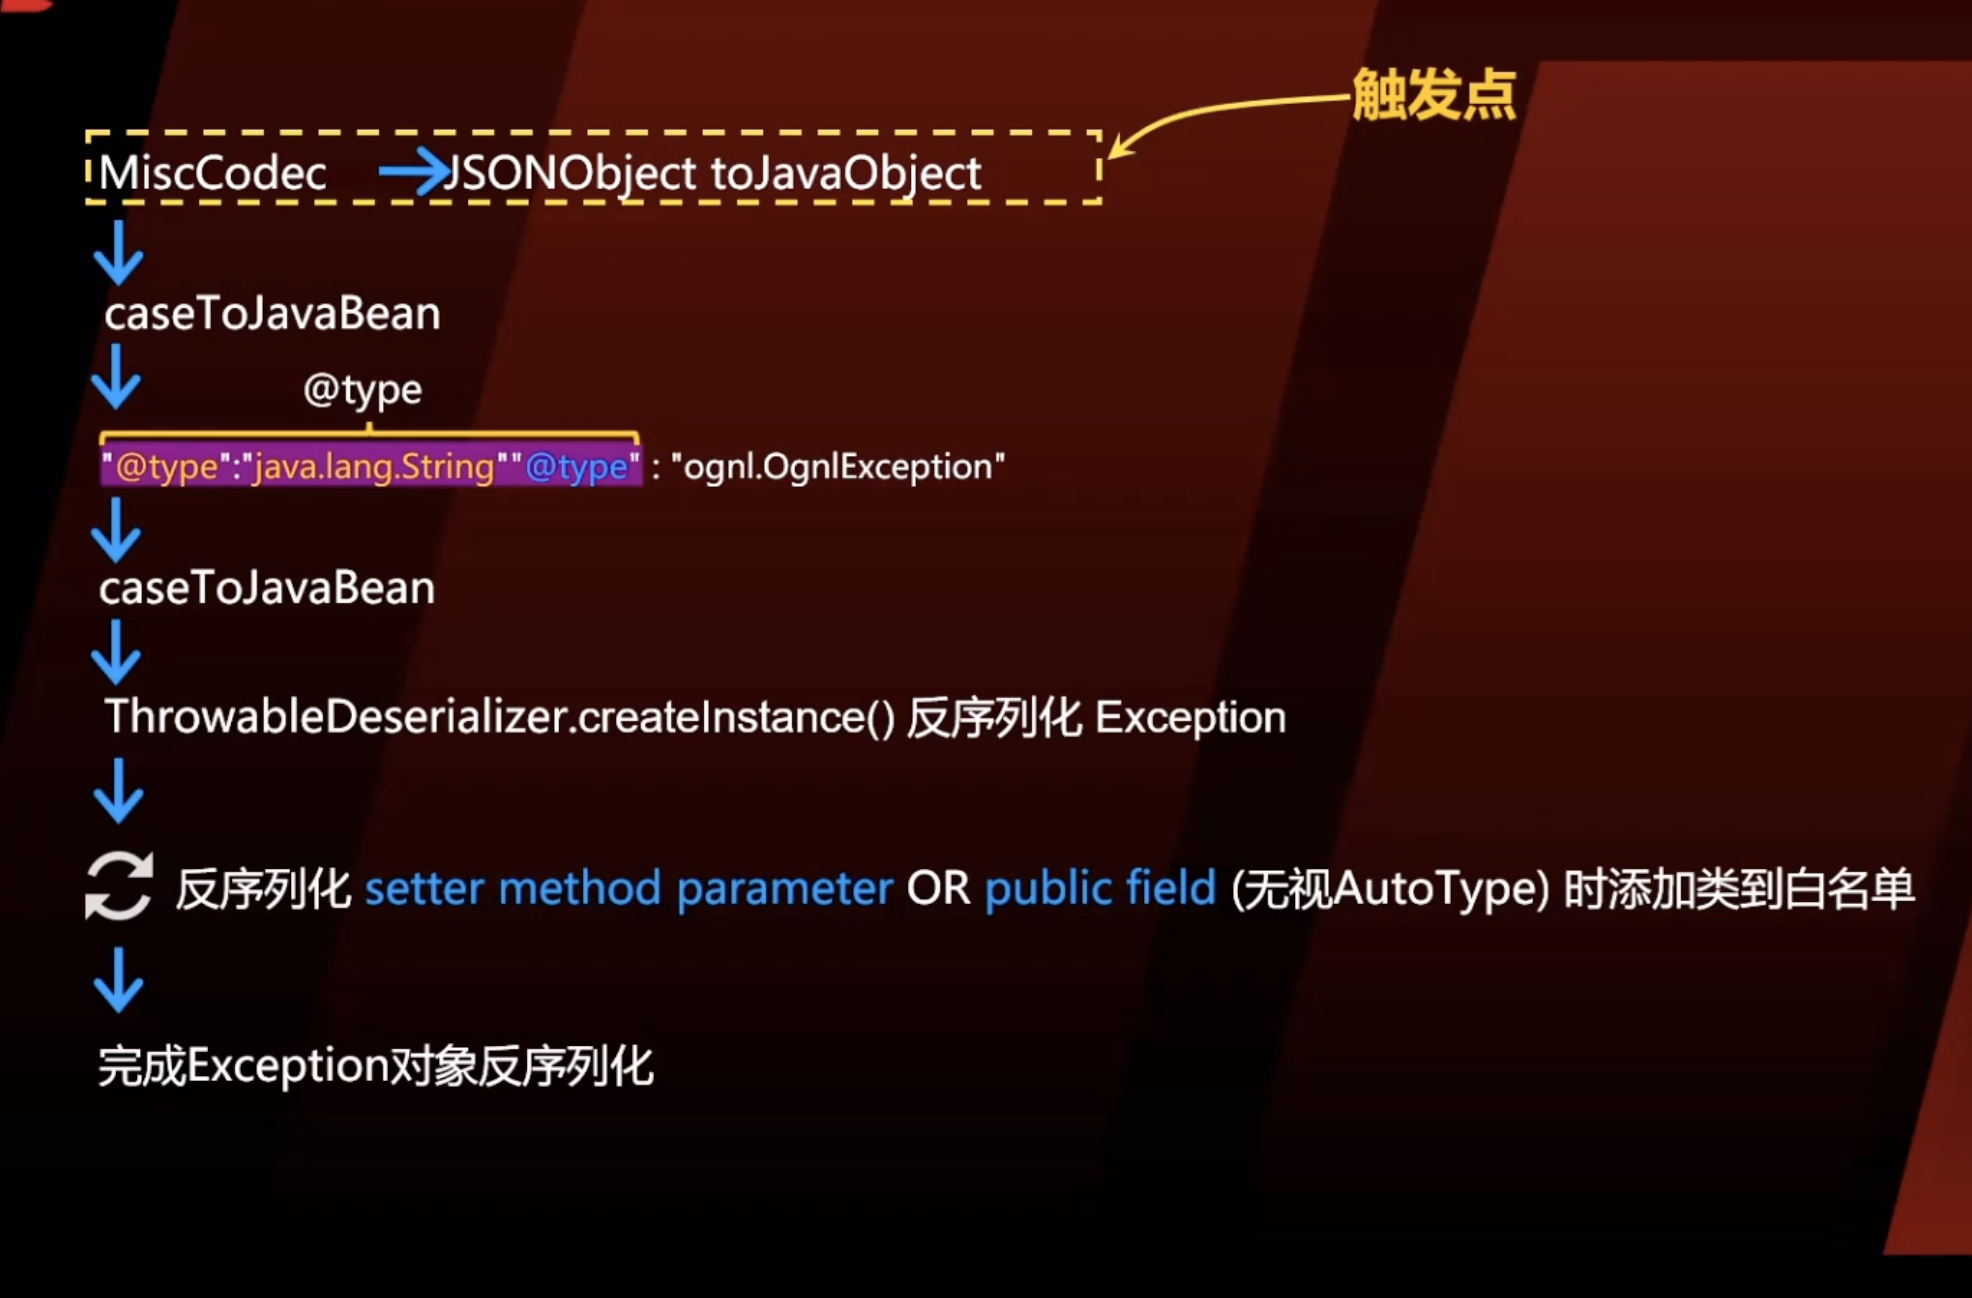 触发点
MiscCodec JSONObject toJavaObject
caseToJavaBean
@type
"@type":"java.lang.String""@type" : "ognl.OgnlException"
caseToJavaBean
ThrowableDeserializer.createInstance() 反序列化 Exception
反序列化 setter method parameter OR public field (无视AutoType) 时添加类到白名单
完成Exception对象反序列化